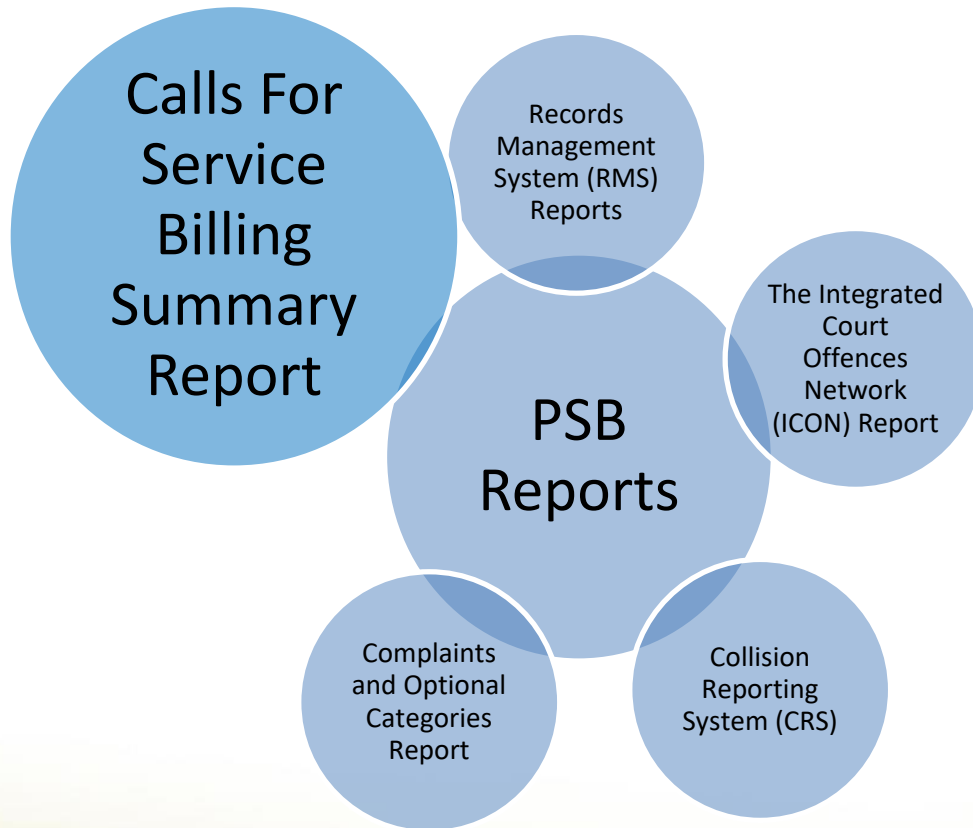 Calls For
Service
Billing
Summary
Report
Records
Management
System (RMS)
Reports
The Integrated
Court
Offences
Network
(ICON) Report
PSB
Reports
Complaints
and Optional
Categories
Report
Collision
Reporting
System (CRS)